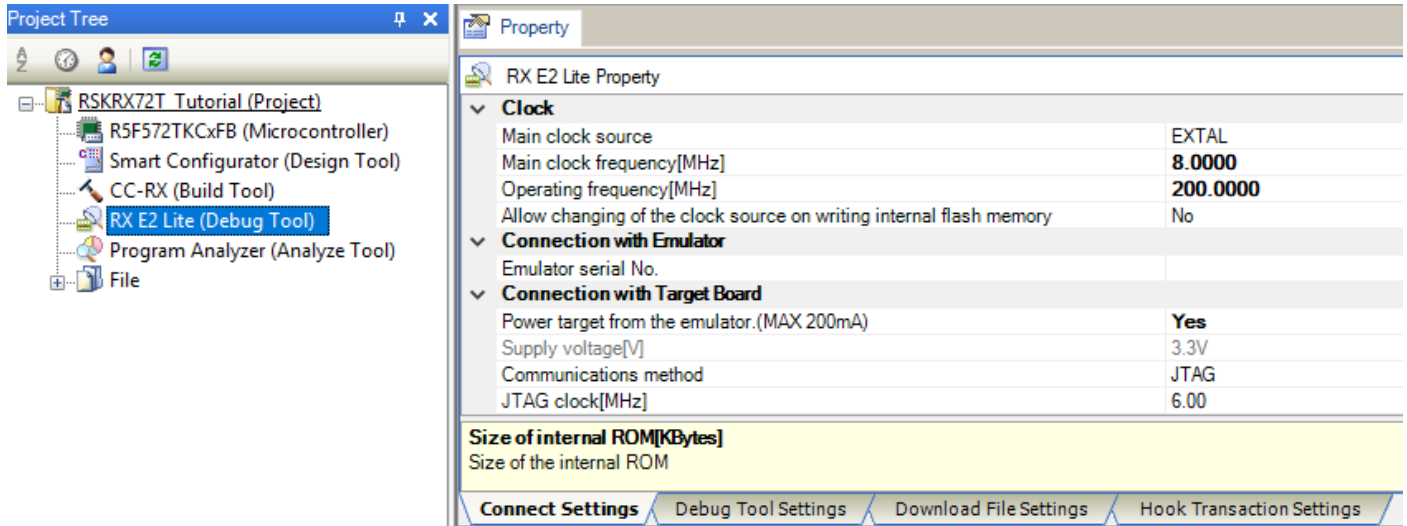 Project Tree
RSKRX72T_Tutorial (Project)
R5F572TKCxFB (Microcontroller)
Smart Configurator (Design Tool)
CC-RX (Build Tool)
RX E2 Lite (Debug Tool)
Program Analyzer (Analyze Tool)
File
Property
RX E2 Lite Property
Clock
Main clock source EXTAL
Main clock frequency[MHz] 8.0000
Operating frequency[MHz] 200.0000
Allow changing of the clock source on writing internal flash memory No
Connection with Emulator
Emulator serial No.
Connection with Target Board
Power target from the emulator.(MAX 200mA) Yes
Supply voltage[V] 3.3V
Communications method JTAG
JTAG clock[MHz] 6.00
Size of internal ROM[KBytes]
Size of the internal ROM
Connect Settings Debug Tool Settings Download File Settings Hook Transaction Settings